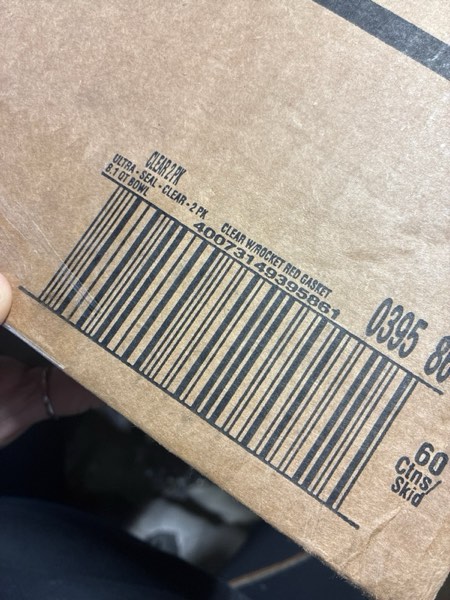 CLEAR 2 PK
ULTRA - SEAL - CLEAR - 2 PK
8.1 QT BOWL
CLEAR W/ROCKET RED GASKET
40073149395861
0395
60
Ctns/
Skid